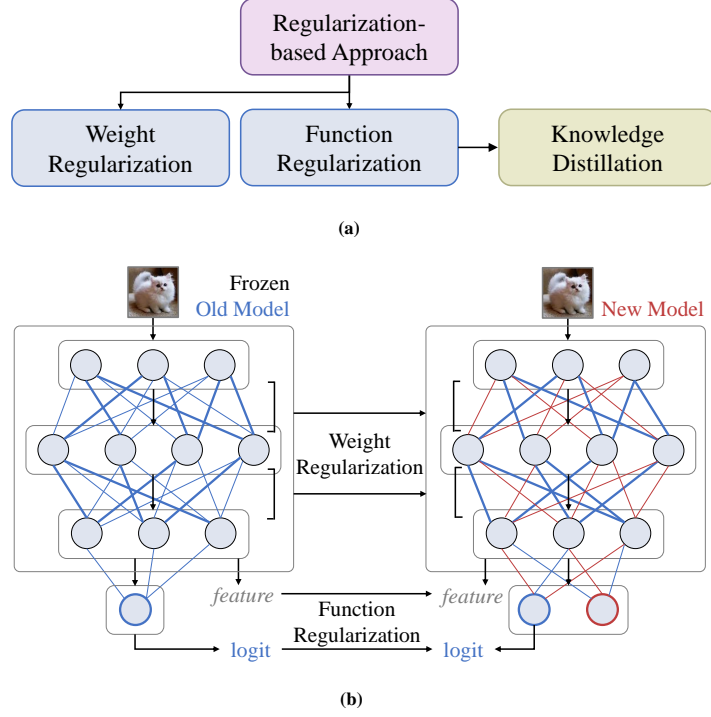 Regularization-
based Approach
Weight
Regularization
Function
Regularization
Knowledge
Distillation
(a)
Frozen
Old Model
New Model
Weight
Regularization
feature
feature
Function
Regularization
logit
logit
(b)